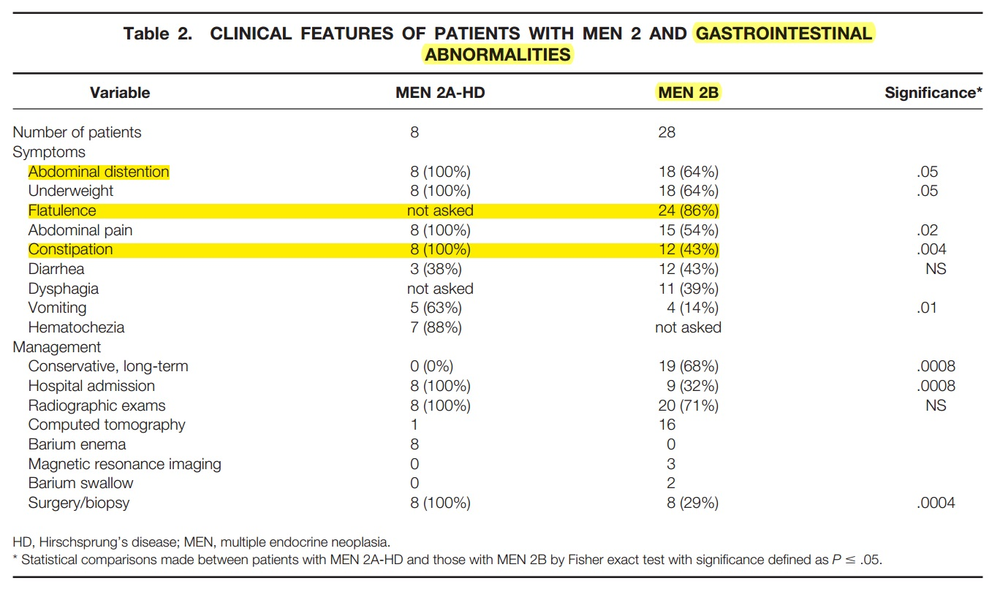 Table 2. CLINICAL FEATURES OF PATIENTS WITH MEN 2 AND GASTROINTESTINAL
ABNORMALITIES
Variable MEN 2A-HD MEN 2B Significance*
Number of patients 8 28
Symptoms
Abdominal distention 8 (100%) 18 (64%) .05
Underweight 8 (100%) 18 (64%) .05
Flatulence not asked 24 (86%)
Abdominal pain 8 (100%) 15 (54%) .02
Constipation 8 (100%) 12 (43%) .004
Diarrhea 3 (38%) 12 (43%) NS
Dysphagia not asked 11 (39%)
Vomiting 5 (63%) 4 (14%) .01
Hematochezia 7 (88%) not asked
Management
Conservative, long-term 0 (0%) 19 (68%) .0008
Hospital admission 8 (100%) 9 (32%) .0008
Radiographic exams 8 (100%) 20 (71%) NS
Computed tomography 1 16
Barium enema 8 0
Magnetic resonance imaging 0 3
Barium swallow 0 2
Surgery/biopsy 8 (100%) 8 (29%) .0004
HD, Hirschsprung's disease; MEN, multiple endocrine neoplasia.
* Statistical comparisons made between patients with MEN 2A-HD and those with MEN 2B by Fisher exact test with significance defined as P ≤ .05.